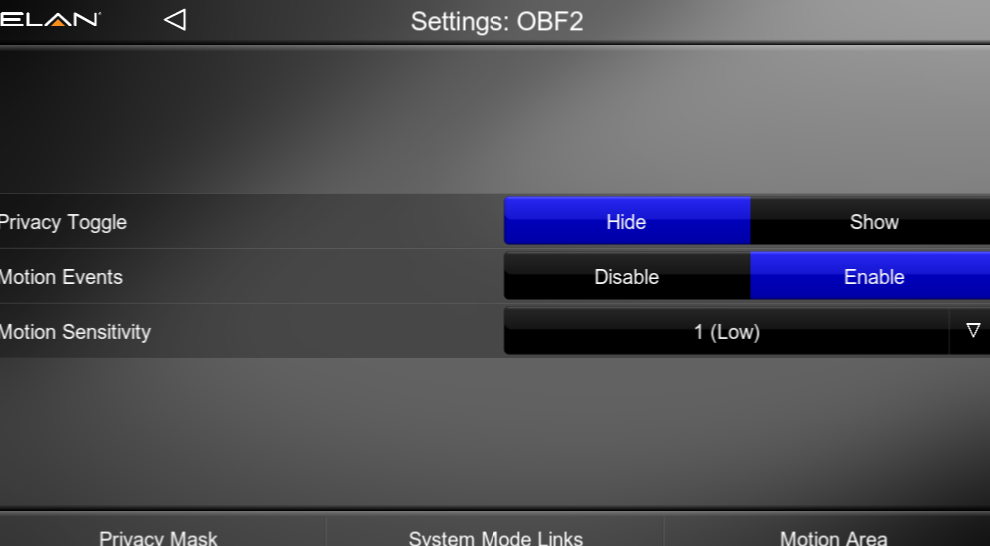 ELAN
Settings: OBF2
Privacy Toggle
Hide
Show
Motion Events
Disable
Enable
Motion Sensitivity
1 (Low)
Privacy Mask
System Mode Links
Motion Area